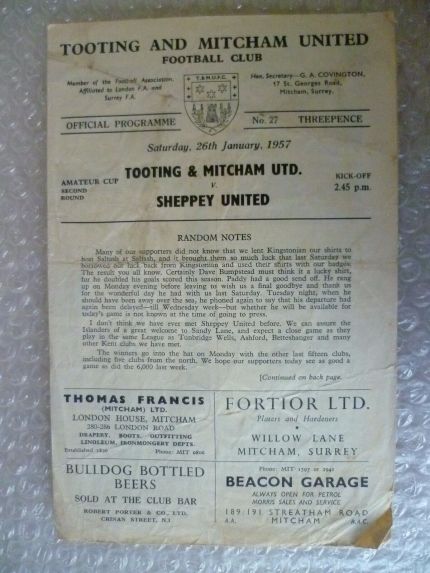 TOOTING AND MITCHAM UNITED
FOOTBALL CLUB
Member of the Football Association.
Affiliated to London F.A. and
Surrey F.A.
T.&M.U.F.C.
Hon. Secretary—G. A. COVINGTON,
17 St. Georges Road,
Mitcham, Surrey.
OFFICIAL PROGRAMME
No. 27
THREEPENCE
Saturday, 26th January, 1957
AMATEUR CUP
SECOND
ROUND
TOOTING & MITCHAM UTD.
v.
SHEPPEY UNITED
KICK-OFF
2.45 p.m.
RANDOM NOTES
Many of our supporters did not know that we lent Kingstonian our shirts to
beat Saltash at Saltash, and it brought them so much luck that last Saturday we
borrowed our luck back from Kingstonian and used their shirts with our badges.
The result you all know. Certainly Dave Bumpstead must think it a lucky shirt,
for he doubled his goals scored this season. Paddy had a good send off. He rang
up on Monday evening before leaving to wish us a final goodbye and thank us
for the wonderful day he had with us last Saturday. Tuesday night, when he
should have been away over the sea, he phoned again to say that his departure had
again been delayed—till Wednesday week—but whether he will be available for
today's game is not known at the time of going to press.
I don't think we have ever met Sheppey United before. We can assure the
Islanders of a great welcome to Sandy Lane, and expect a close game as they
play in the same League as Tunbridge Wells, Ashford, Betteshanger and many
other Kent clubs we have met.
The winners go into the hat on Monday with the other last fifteen clubs,
including five clubs from the north. We hope our supporters today see as good a
game as did the 6,000 last week.
[Continued on back page.
THOMAS FRANCIS
(MITCHAM) LTD.
LONDON HOUSE, MITCHAM
280-286 LONDON ROAD
DRAPERY, BOOTS, OUTFITTING
LINOLEUM, IRONMONGERY DEPTS.
Established
Phone: MIT
FORTIOR LTD.
Platers and Hardeners
WILLOW LANE
MITCHAM, SURREY
BULLDOG BOTTLED
BEERS
SOLD AT THE CLUB BAR
ROBERT PORTER & CO., LTD.
CRINAN STREET, N.1
Phone: MIT 1597 or 2941
BEACON GARAGE
ALWAYS OPEN FOR PETROL
MORRIS SALES AND SERVICE
189/191 STREATHAM ROAD
A.A. MITCHAM R.A.C.